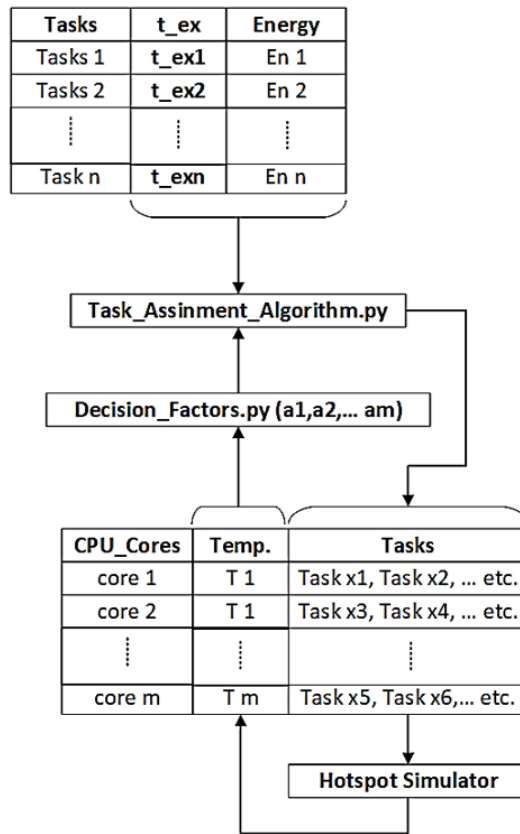 Tasks t_ex Energy
Tasks 1 t_ex1 En 1
Tasks 2 t_ex2 En 2
Task n t_exn En n
Task_Assinment_Algorithm.py
Decision_Factors.py (a1,a2,... am)
CPU_Cores Temp. Tasks
core 1 T 1 Task x1, Task x2, ... etc.
core 2 T 1 Task x3, Task x4, ... etc.
core m T m Task x5, Task x6,... etc.
Hotspot Simulator